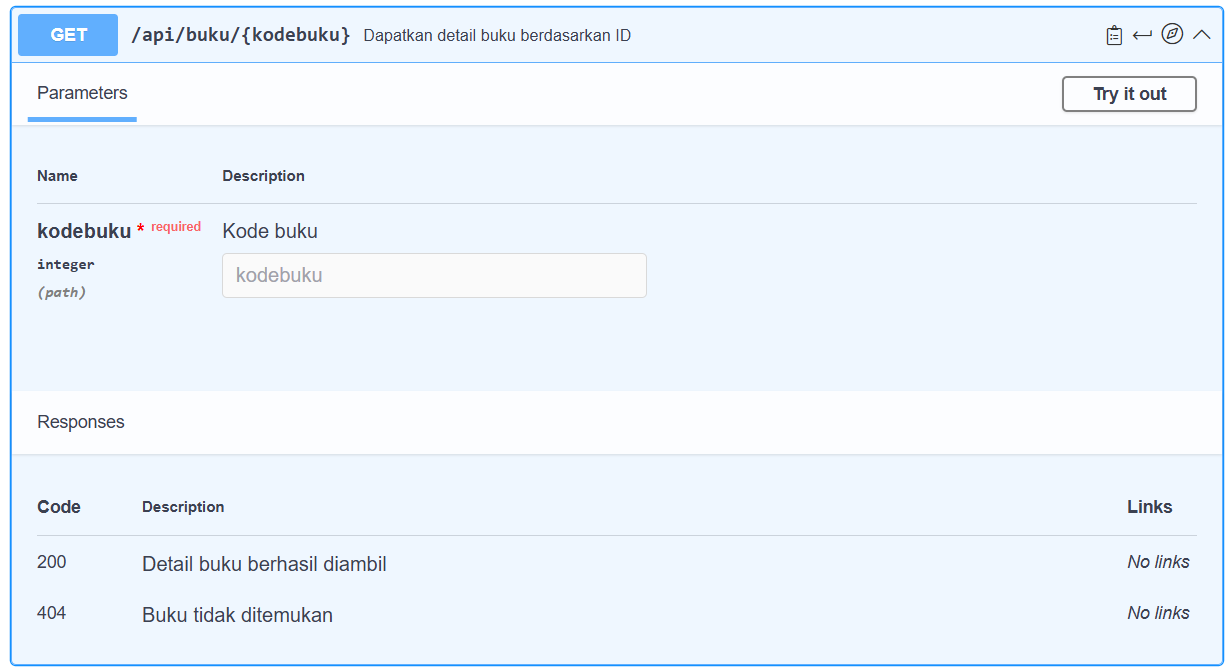 GET /api/buku/{kodebuku} Dapatkan detail buku berdasarkan ID
Parameters
Try it out
Name Description
kodebuku * required Kode buku
integer
(path)
kodebuku
Responses
Code Description Links
200 Detail buku berhasil diambil No links
404 Buku tidak ditemukan No links